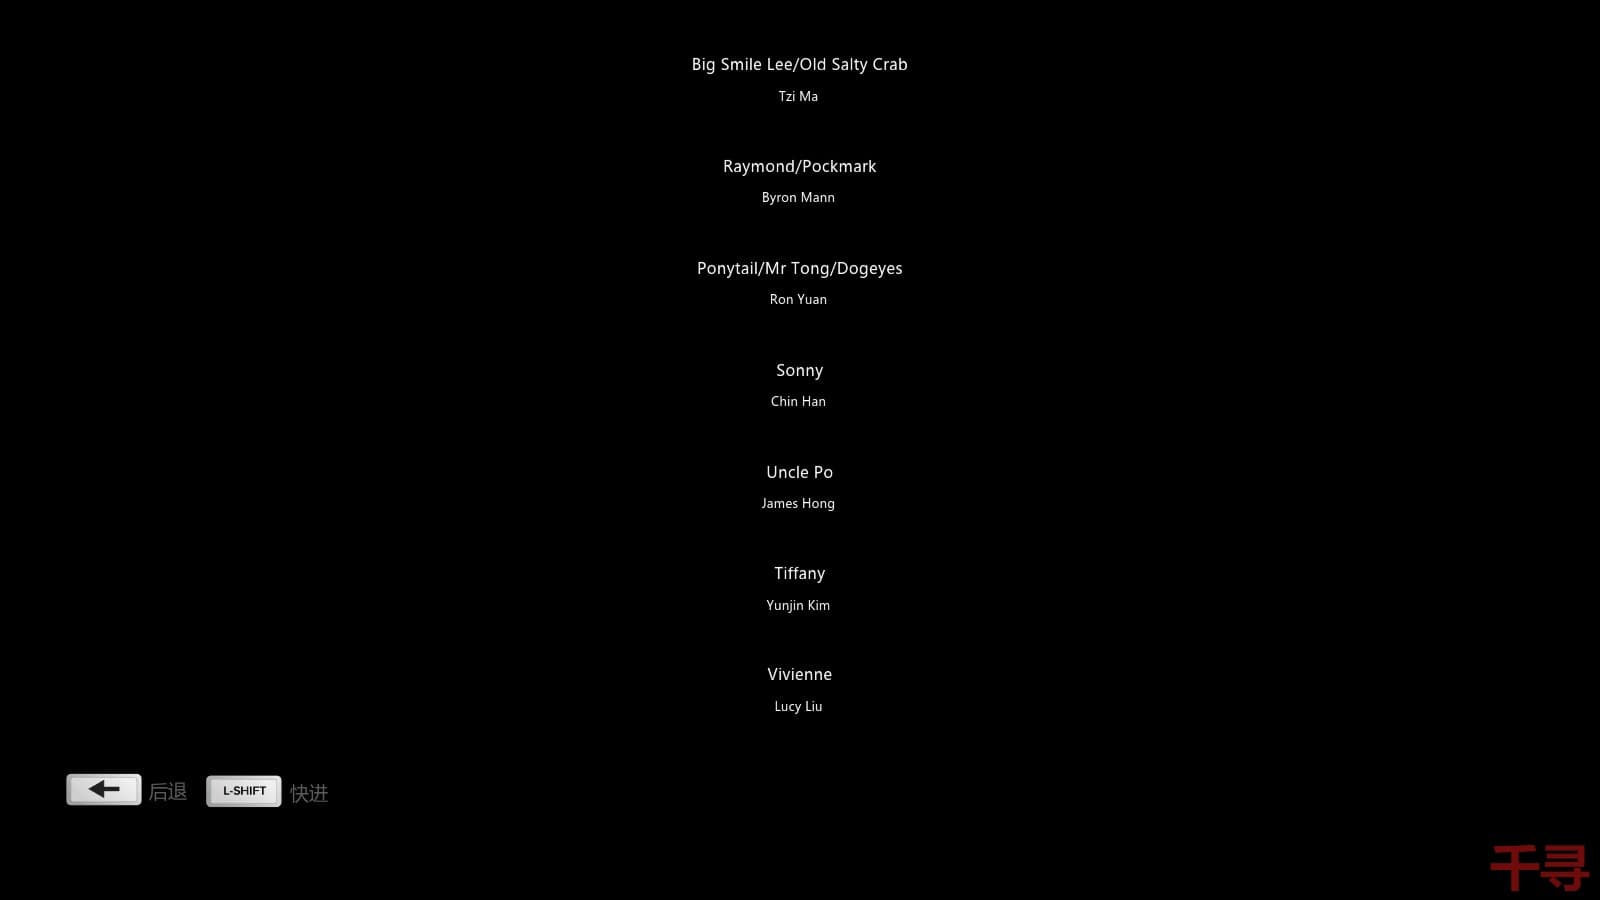 Big Smile Lee/Old Salty Crab
Tzi Ma
Raymond/Pockmark
Byron Mann
Ponytail/Mr Tong/Dogeyes
Ron Yuan
Sonny
Chin Han
Uncle Po
James Hong
Tiffany
Yunjin Kim
Vivienne
Lucy Liu
后退 L-SHIFT 快进
千寻